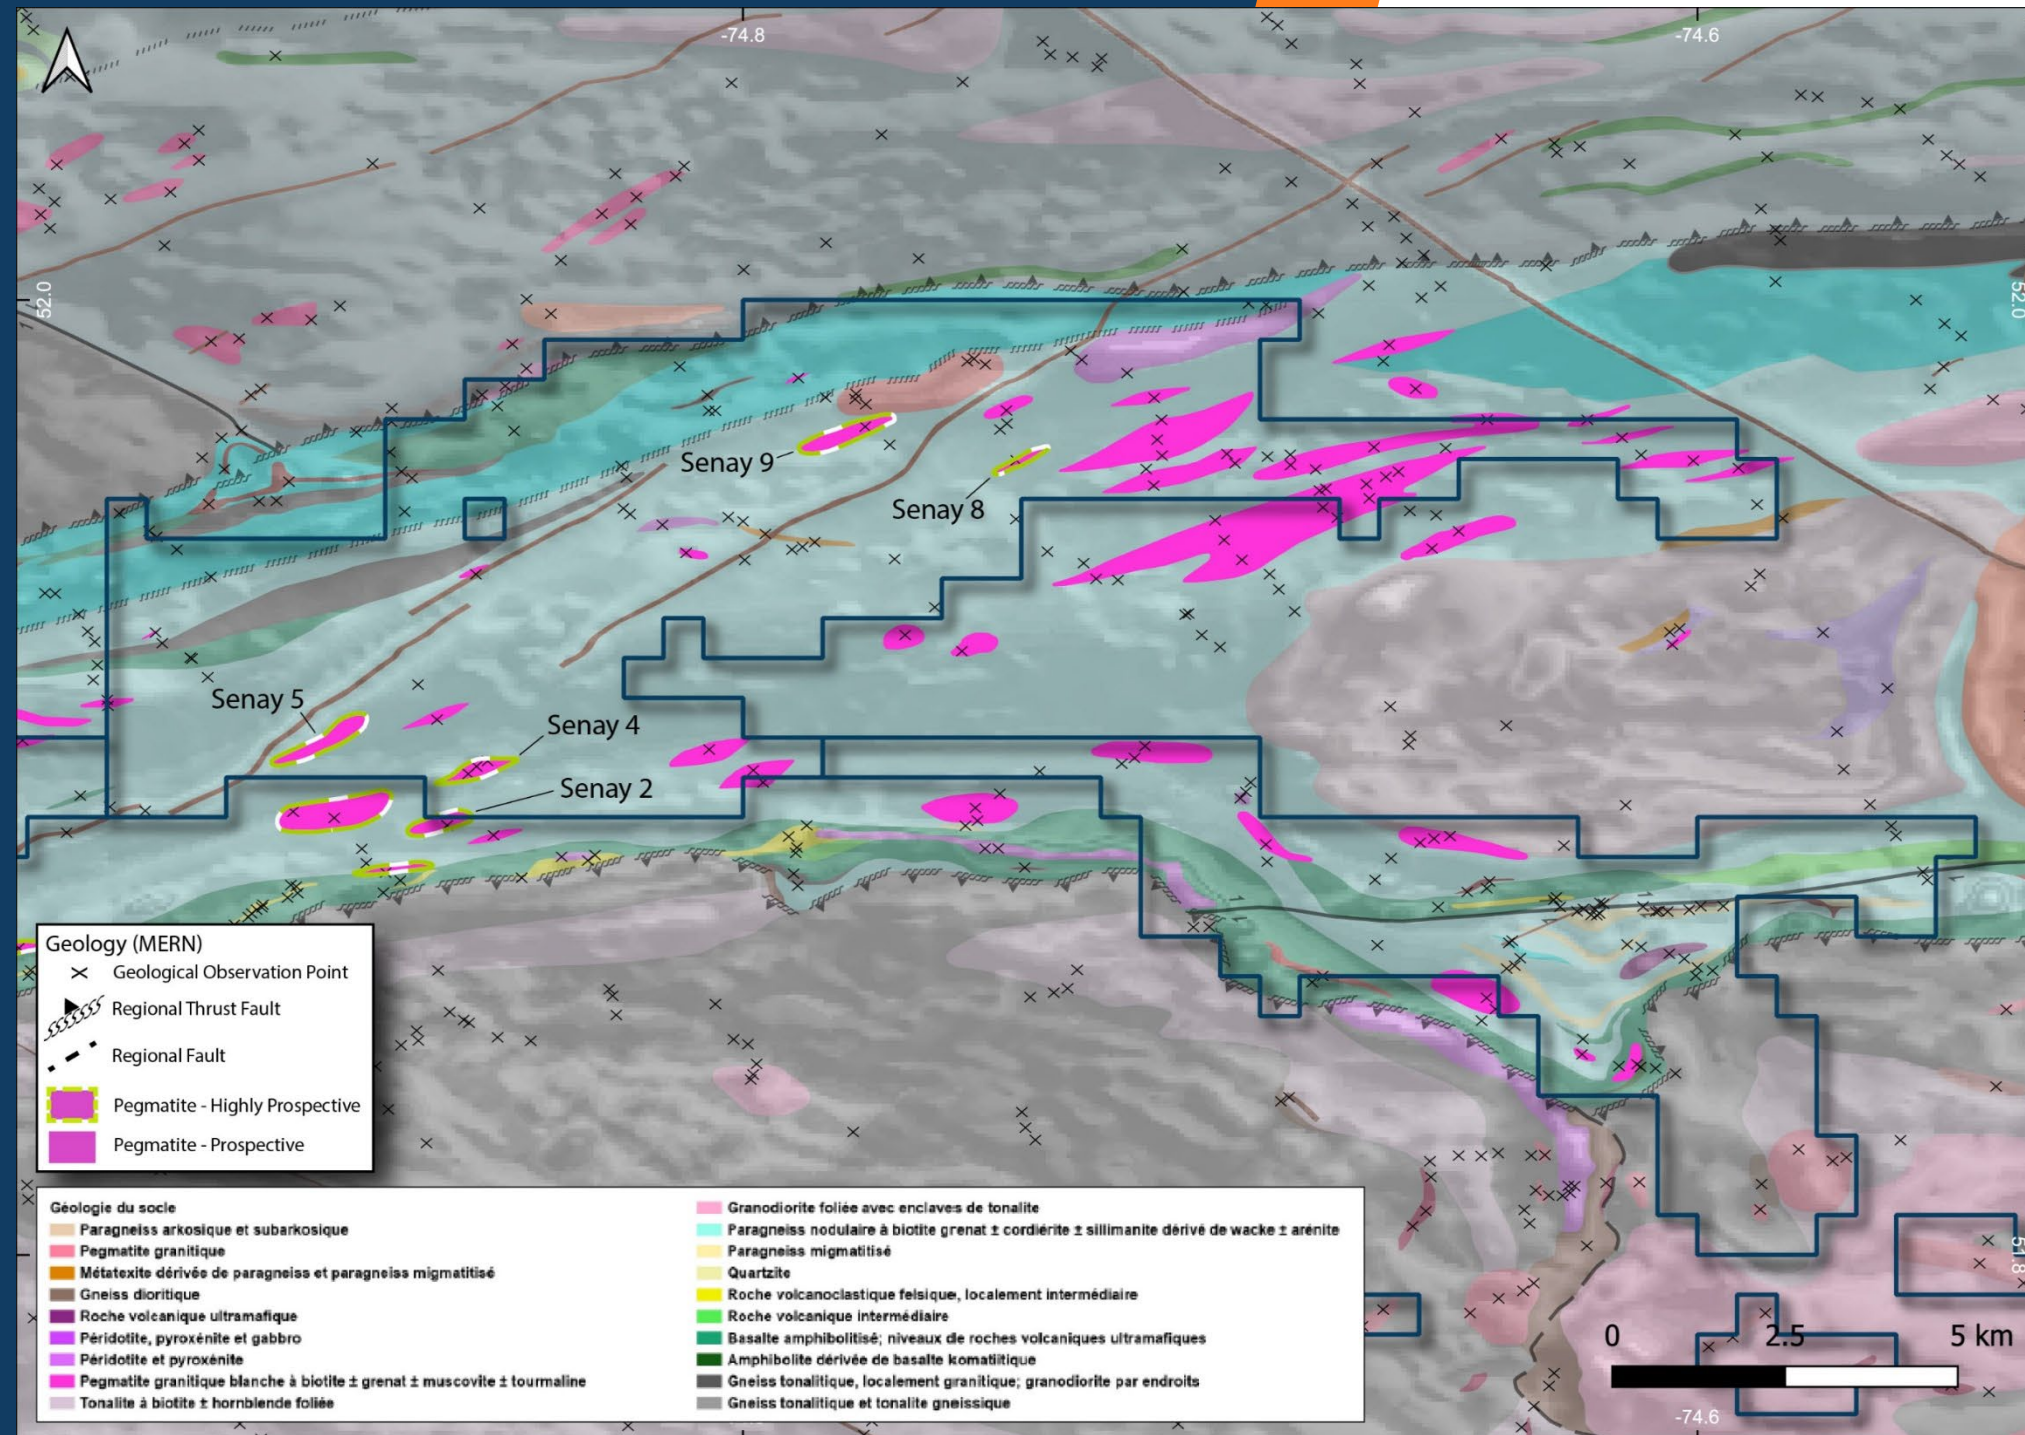 -74.8
-74.6
52.0
52.0
Senay 9
Senay 8
Senay 5
Senay 4
Senay 2
Geology (MERN)
Geological Observation Point
Regional Thrust Fault
Regional Fault
Pegmatite - Highly Prospective
Pegmatite - Prospective
Géologie du socle
Paragneiss arkosique et subarkosique
Pegmatite granitique
Métatexite dérivée de paragneiss et paragneiss migmatitisé
Gneiss dioritique
Roche volcanique ultramafique
Péridotite, pyroxénite et gabbro
Péridotite et pyroxénite
Pegmatite granitique blanche à biotite ± grenat ± muscovite ± tourmaline
Tonalite à biotite ± hornblende foliée
Granodiorite foliée avec enclaves de tonalite
Paragneiss nodulaire à biotite grenat ± cordiérite ± sillimanite dérivé de wacke ± arénite
Paragneiss migmatitisé
Quartzite
Roche volcanoclastique felsique, localement intermédiaire
Roche volcanique intermédiaire
Basalte amphibolitisé; niveaux de roches volcaniques ultramafiques
Amphibolite dérivée de basalte komatiitique
Gneiss tonalitique, localement granitique; granodiorite par endroits
Gneiss tonalitique et tonalite gneissique
51.8
0 2.5 5 km
-74.6